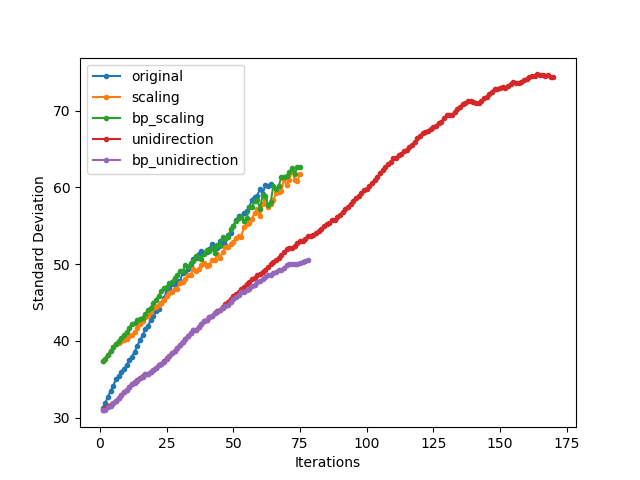 original
scaling
bp_scaling
unidirection
bp_unidirection
Standard Deviation
70
60
50
40
30
0 25 50 75 100 125 150 175
Iterations